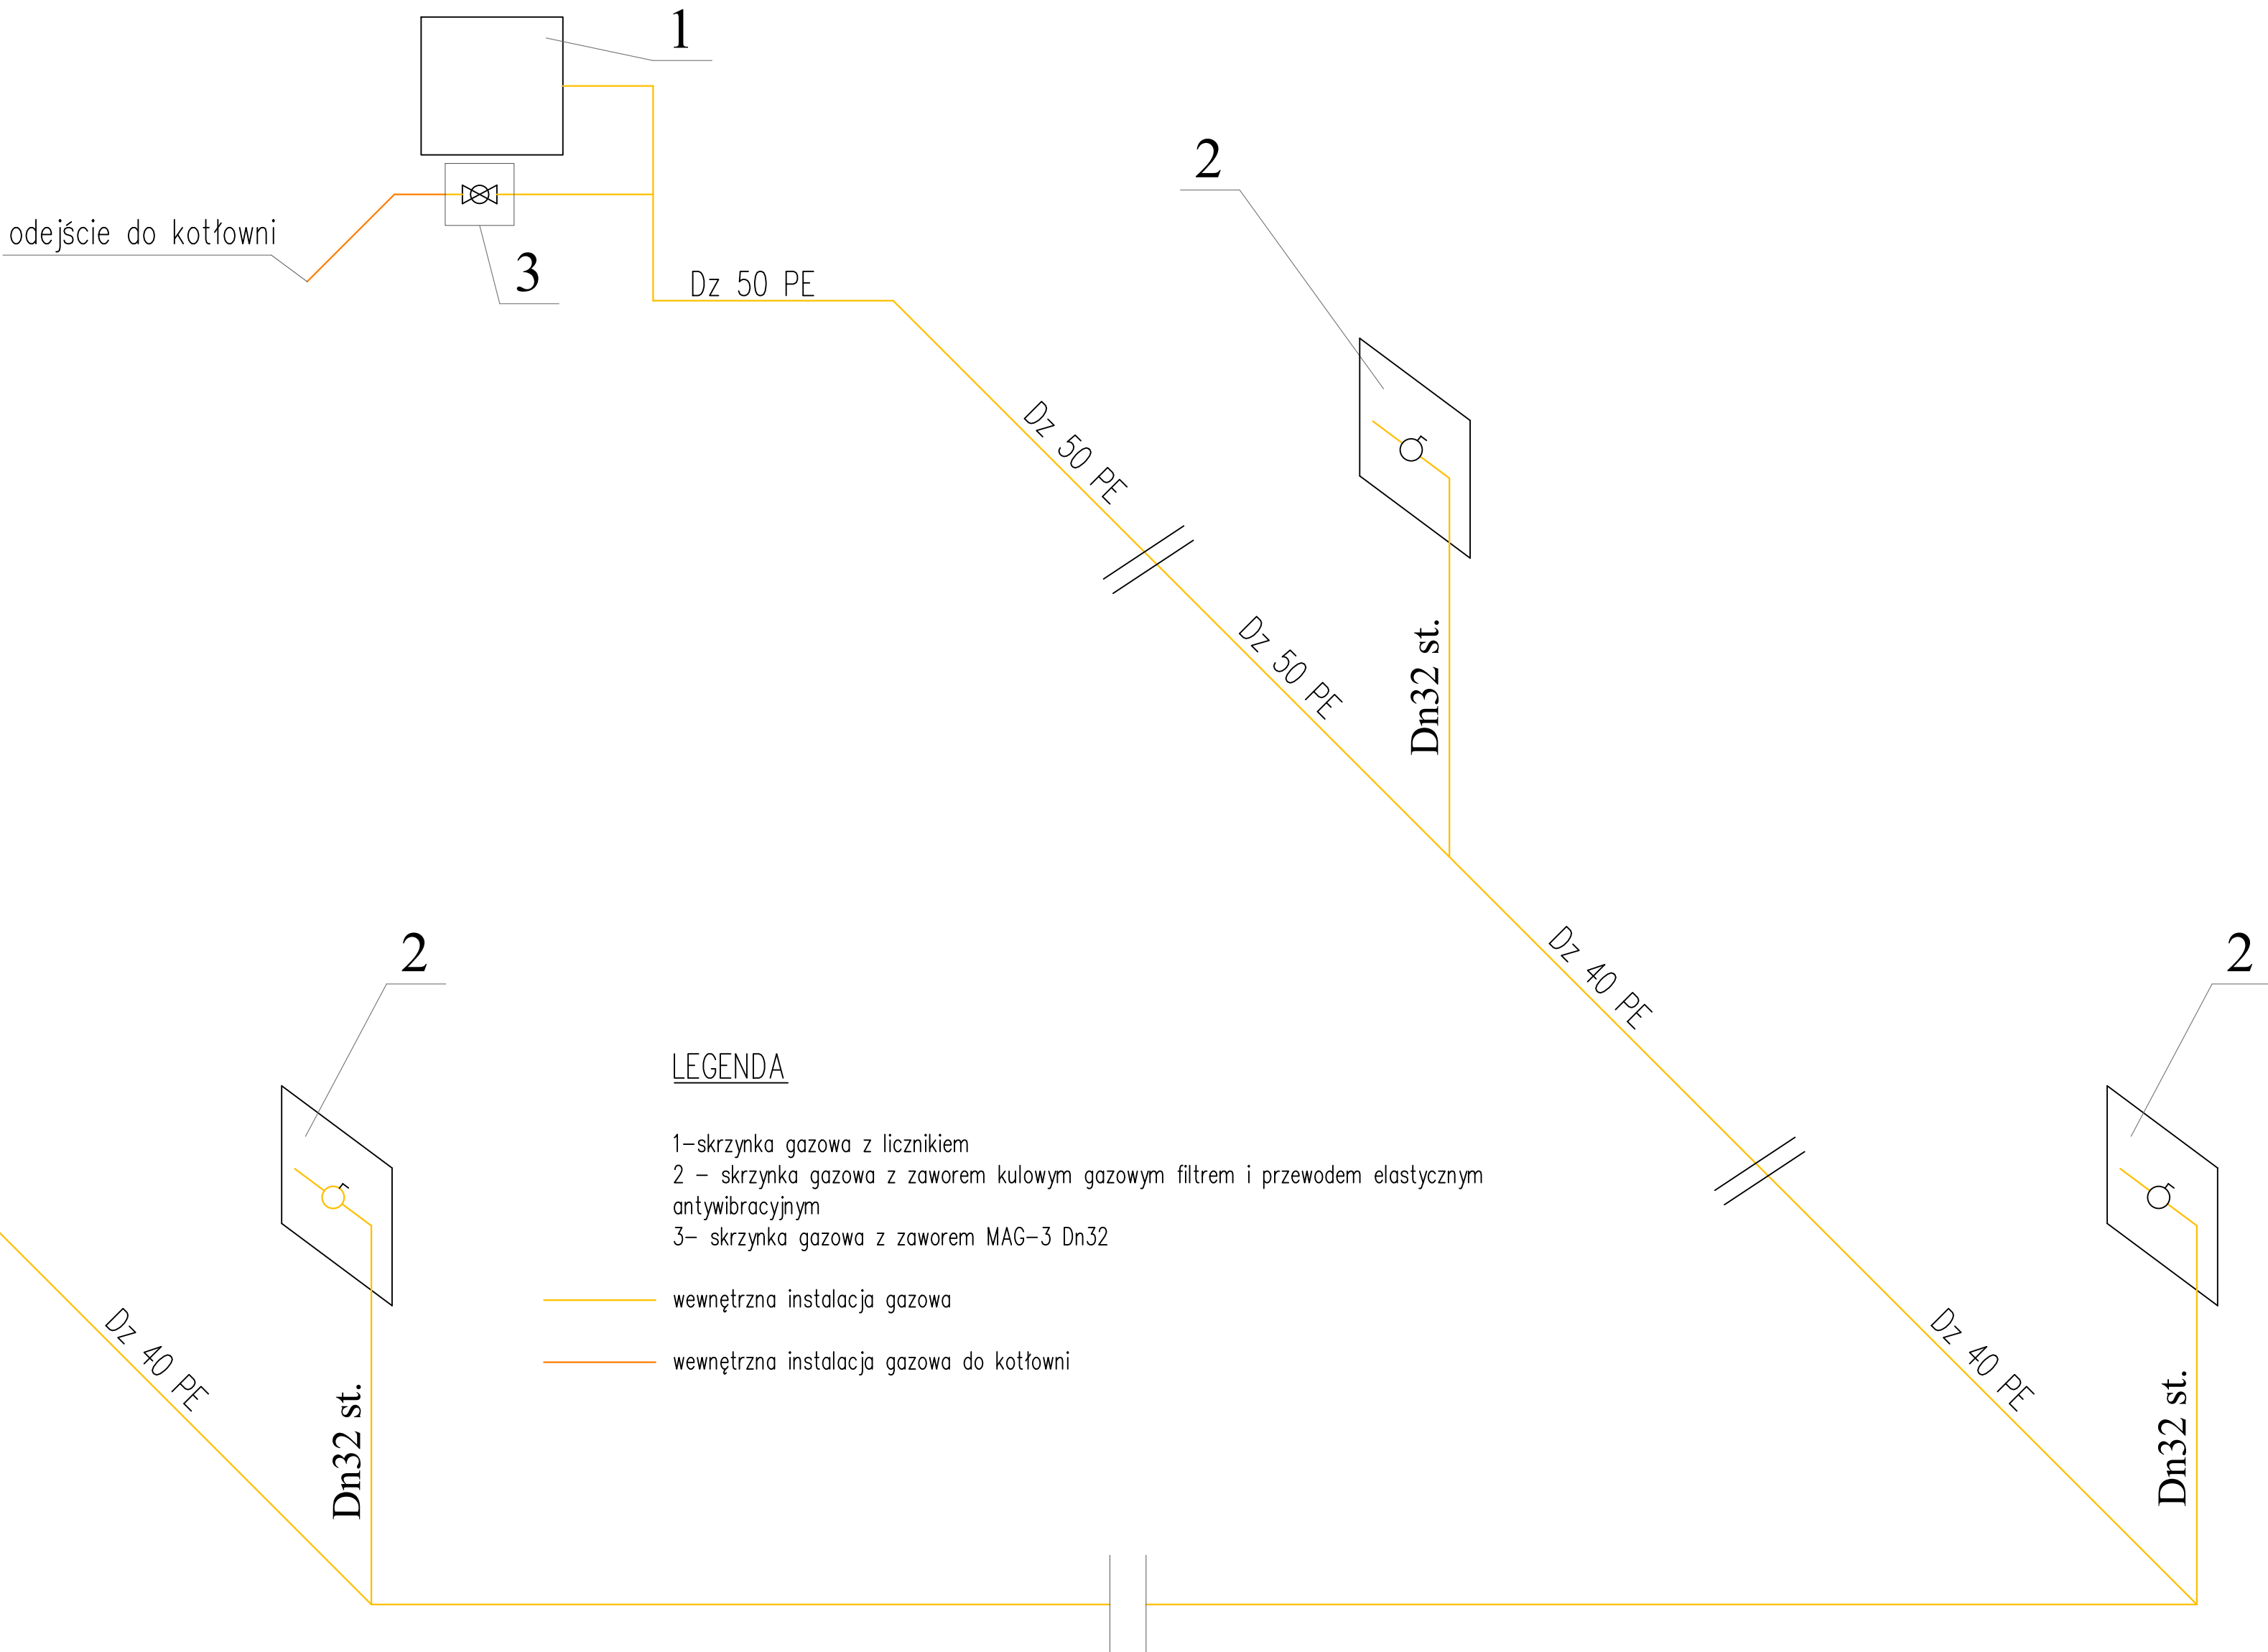 1
2
odejście do kotłowni
3
Dz 50 PE
Dz 50 PE
Dz 50 PE
Dn32 st.
Dz 40 PE
2
2
LEGENDA
1-skrzynka gazowa z licznikiem
2 - skrzynka gazowa z zaworem kulowym gazowym filtrem i przewodem elastycznym
antywibracyjnym
3- skrzynka gazowa z zaworem MAG-3 Dn32
wewnętrzna instalacja gazowa
wewnętrzna instalacja gazowa do kotłowni
Dz 40 PE
Dn32 st.
Dz 40 PE
Dn32 st.